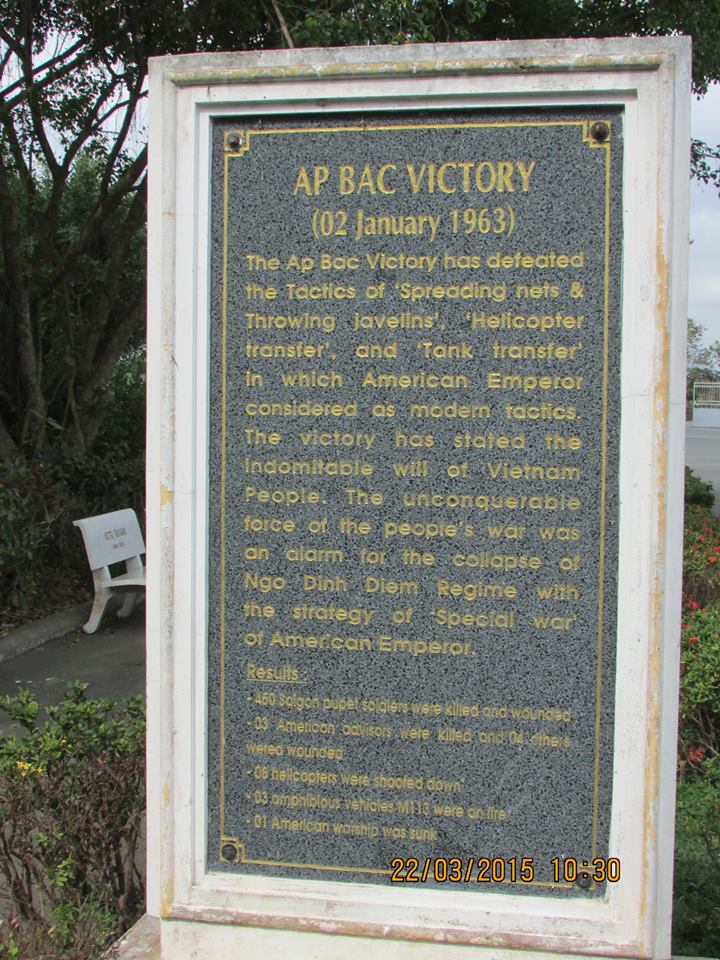 AP BAC VICTORY
(02 January 1963)
The Ap Bac Victory has defeated
the Tactics of ‘Spreading nets &
Throwing javelins’, ‘Helicopter
transfer’, and ‘Tank transfer’
in which American Emperor
considered as modern tactics.
The victory has stated the
indomitable will of Vietnam
People. The unconquerable
force of the people’s war was
an alarm for the collapse of
Ngo Dinh Diem Regime with
the strategy of ‘Special war’
of American Emperor.
Results :
- 450 Saigon pupet soldiers were killed and wounded
- 03 American advisors were killed and 04 others
wered wounded
- 08 helicopters were shooted down
- 03 amphibious vehicles M113 were on fire
- 01 American warship was sunk
22/03/2015 10:30